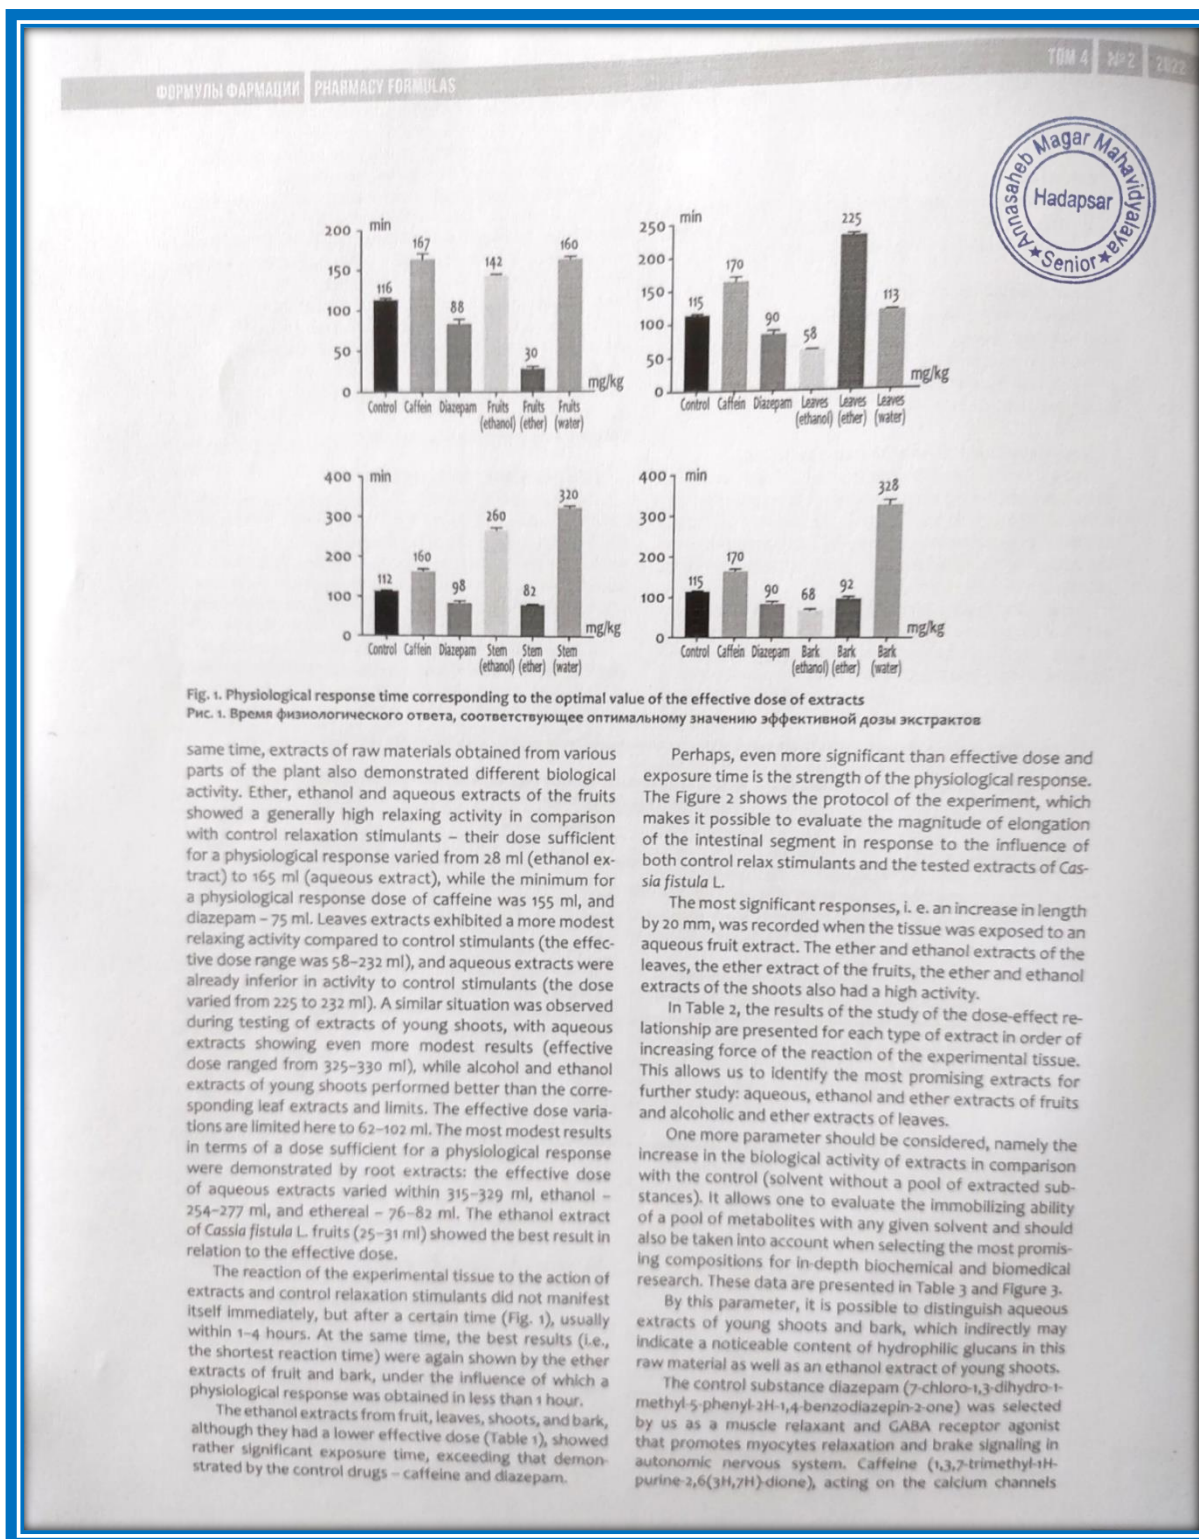 ФОРМУЛЫ ФАРМАЦИИ PHARMACY FORMULAS
ТОМ 4 №2 2022
Annasaheb Magar Mahavidyalaya
Hadapsar
★ Senior ★
min
200
150
100
50
0
116
167
88
142
30
160
mg/kg
Control Caffein Diazepam Fruits Fruits Fruits
(ethanol) (ether) (water)
min
250
200
150
100
50
0
115
170
90
58
225
113
mg/kg
Control Caffein Diazepam Leaves Leaves Leaves
(ethanol) (ether) (water)
min
400
300
200
100
0
112
160
98
260
82
320
mg/kg
Control Caffein Diazepam Stem Stem Stem
(ethanol) (ether) (water)
min
400
300
200
100
0
115
170
90
68
92
328
mg/kg
Control Caffein Diazepam Bark Bark Bark
(ethanol) (ether) (water)
Fig. 1. Physiological response time corresponding to the optimal value of the effective dose of extracts
Рис. 1. Время физиологического ответа, соответствующее оптимальному значению эффективной дозы экстрактов
same time, extracts of raw materials obtained from various
parts of the plant also demonstrated different biological
activity. Ether, ethanol and aqueous extracts of the fruits
showed a generally high relaxing activity in comparison
with control relaxation stimulants – their dose sufficient
for a physiological response varied from 28 ml (ethanol ex-
tract) to 165 ml (aqueous extract), while the minimum for
a physiological response dose of caffeine was 155 ml, and
diazepam – 75 ml. Leaves extracts exhibited a more modest
relaxing activity compared to control stimulants (the effec-
tive dose range was 58–232 ml), and aqueous extracts were
already inferior in activity to control stimulants (the dose
varied from 225 to 232 ml). A similar situation was observed
during testing of extracts of young shoots, with aqueous
extracts showing even more modest results (effective
dose ranged from 325–330 ml), while alcohol and ethanol
extracts of young shoots performed better than the corre-
sponding leaf extracts and limits. The effective dose varia-
tions are limited here to 62–102 ml. The most modest results
in terms of a dose sufficient for a physiological response
were demonstrated by root extracts: the effective dose
of aqueous extracts varied within 315–329 ml, ethanol –
254–277 ml, and ethereal – 76–82 ml. The ethanol extract
of Cassia fistula L. fruits (25–31 ml) showed the best result in
relation to the effective dose.
The reaction of the experimental tissue to the action of
extracts and control relaxation stimulants did not manifest
itself immediately, but after a certain time (Fig. 1), usually
within 1–4 hours. At the same time, the best results (i.e.,
the shortest reaction time) were again shown by the ether
extracts of fruit and bark, under the influence of which a
physiological response was obtained in less than 1 hour.
The ethanol extracts from fruit, leaves, shoots, and bark,
although they had a lower effective dose (Table 1), showed
rather significant exposure time, exceeding that demon-
strated by the control drugs – caffeine and diazepam.
Perhaps, even more significant than effective dose and
exposure time is the strength of the physiological response.
The Figure 2 shows the protocol of the experiment, which
makes it possible to evaluate the magnitude of elongation
of the intestinal segment in response to the influence of
both control relax stimulants and the tested extracts of Cas-
sia fistula L.
The most significant responses, i. e. an increase in length
by 20 mm, was recorded when the tissue was exposed to an
aqueous fruit extract. The ether and ethanol extracts of the
leaves, the ether extract of the fruits, the ether and ethanol
extracts of the shoots also had a high activity.
In Table 2, the results of the study of the dose-effect re-
lationship are presented for each type of extract in order of
increasing force of the reaction of the experimental tissue.
This allows us to identify the most promising extracts for
further study: aqueous, ethanol and ether extracts of fruits
and alcoholic and ether extracts of leaves.
One more parameter should be considered, namely the
increase in the biological activity of extracts in comparison
with the control (solvent without a pool of extracted sub-
stances). It allows one to evaluate the immobilizing ability
of a pool of metabolites with any given solvent and should
also be taken into account when selecting the most promis-
ing compositions for in-depth biochemical and biomedical
research. These data are presented in Table 3 and Figure 3.
By this parameter, it is possible to distinguish aqueous
extracts of young shoots and bark, which indirectly may
indicate a noticeable content of hydrophilic glucans in this
raw material as well as an ethanol extract of young shoots.
The control substance diazepam (7-chloro-1,3-dihydro-1-
methyl-5-phenyl-2H-1,4-benzodiazepin-2-one) was selected
by us as a muscle relaxant and GABA receptor agonist
that promotes myocytes relaxation and brake signaling in
autonomic nervous system. Caffeine (1,3,7-trimethyl-1H-
purine-2,6(3H,7H)-dione), acting on the calcium channels